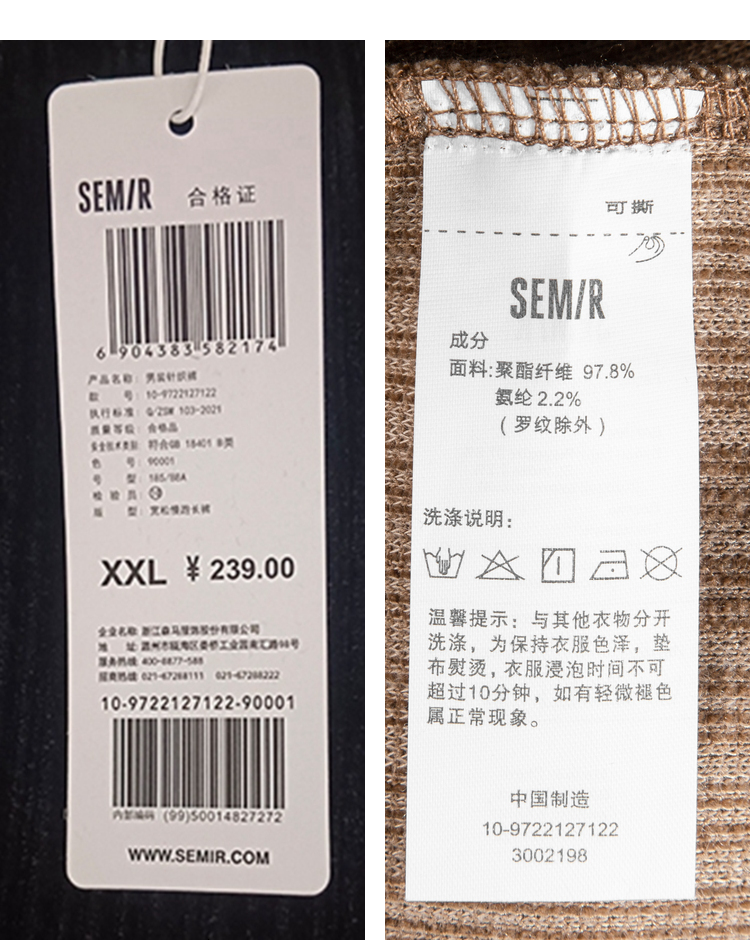 SEMIR 合格证
6 904383 582174
产品名称：男装针织裤
款 号：10-9722127122
执行标准：Q/ZSM 103-2021
质量等级：合格品
安全技术类别：符合GB 18401 B类
色 号：90001
号 型：185/88A
检 验 员：
版 型：宽松慢跑长裤
XXL ¥ 239.00
企业名称：浙江森马服饰股份有限公司
地 址：温州市瓯海区娄桥工业园南汇路98号
服务热线：400-8877-588
招商热线：021-67288111 021-67288222
10-9722127122-90001
内部编码 (99)50014827272
WWW.SEMIR.COM
可撕
SEMIR
成分
面料:聚酯纤维 97.8%
氨纶 2.2%
(罗纹除外)
洗涤说明：
温馨提示：与其他衣物分开
洗涤，为保持衣服色泽，垫
布熨烫，衣服浸泡时间不可
超过10分钟，如有轻微褪色
属正常现象。
中国制造
10-9722127122
3002198